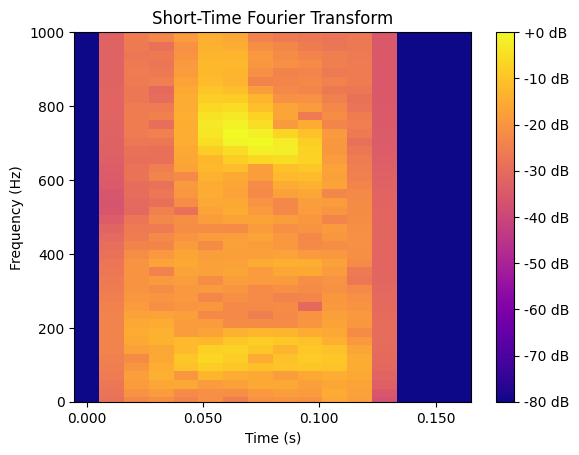 Short-Time Fourier Transform
1000
800
600
400
200
0
Frequency (Hz)
0.000
0.050
0.100
0.150
Time (s)
+0 dB
-10 dB
-20 dB
-30 dB
-40 dB
-50 dB
-60 dB
-70 dB
-80 dB